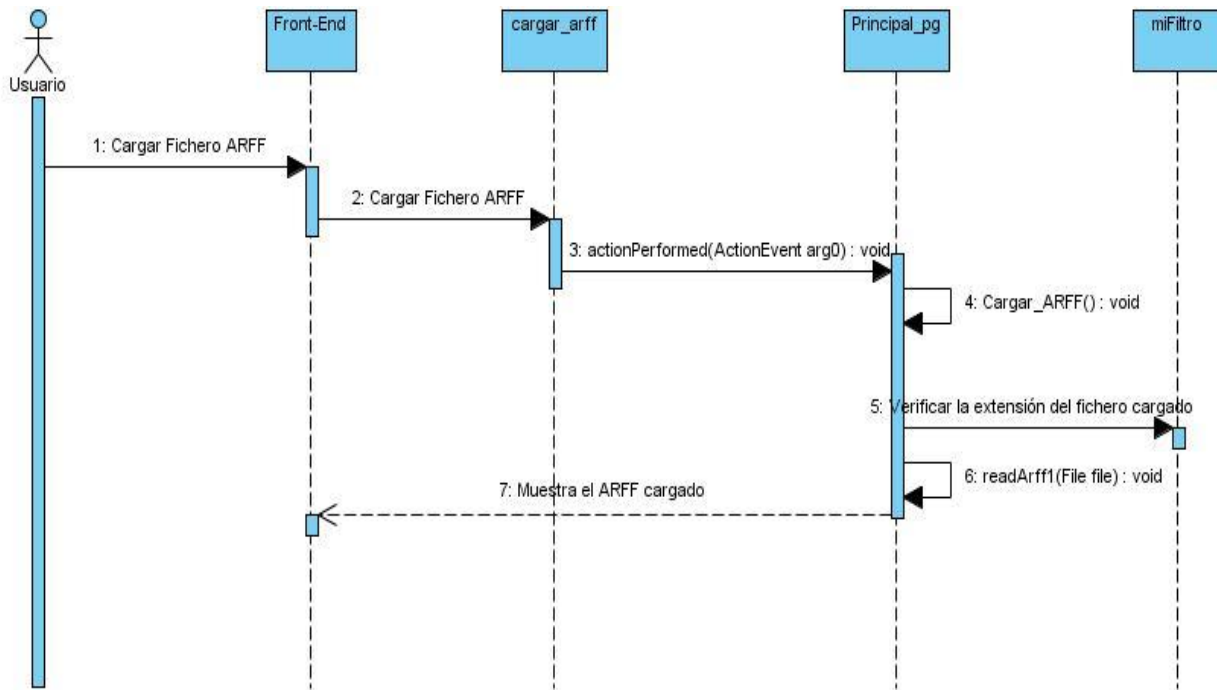 Front-End
cargar_arff
Principal_pg
miFiltro
Usuario
1: Cargar Fichero ARFF
2: Cargar Fichero ARFF
3: actionPerformed(ActionEvent arg0) : void
4: Cargar_ARFF() : void
5: Verificar la extensión del fichero cargado
6: readArff1(File file) : void
7: Muestra el ARFF cargado